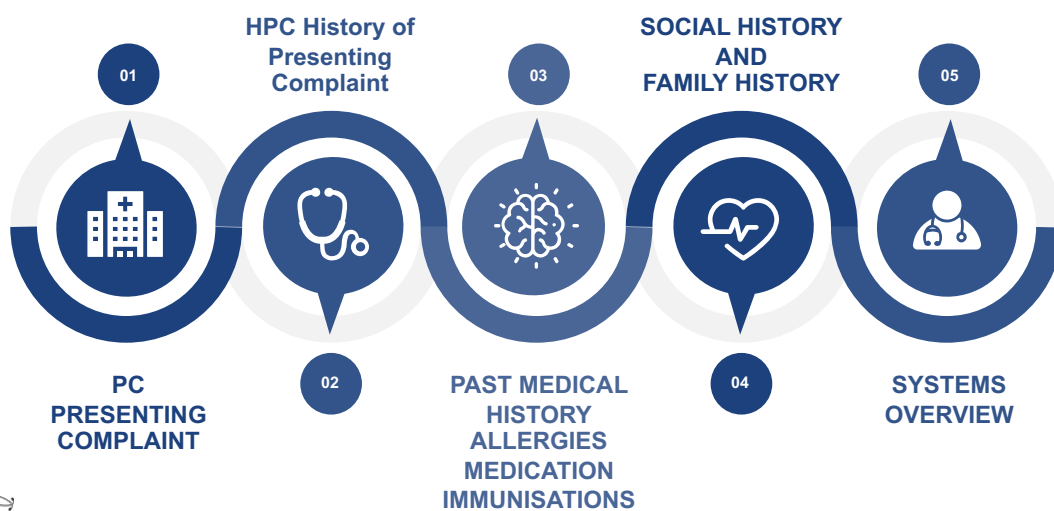 01
PC
PRESENTING
COMPLAINT
HPC History of
Presenting
Complaint
02
03
PAST MEDICAL
HISTORY
ALLERGIES
MEDICATION
IMMUNISATIONS
SOCIAL HISTORY
AND
FAMILY HISTORY
04
05
SYSTEMS
OVERVIEW